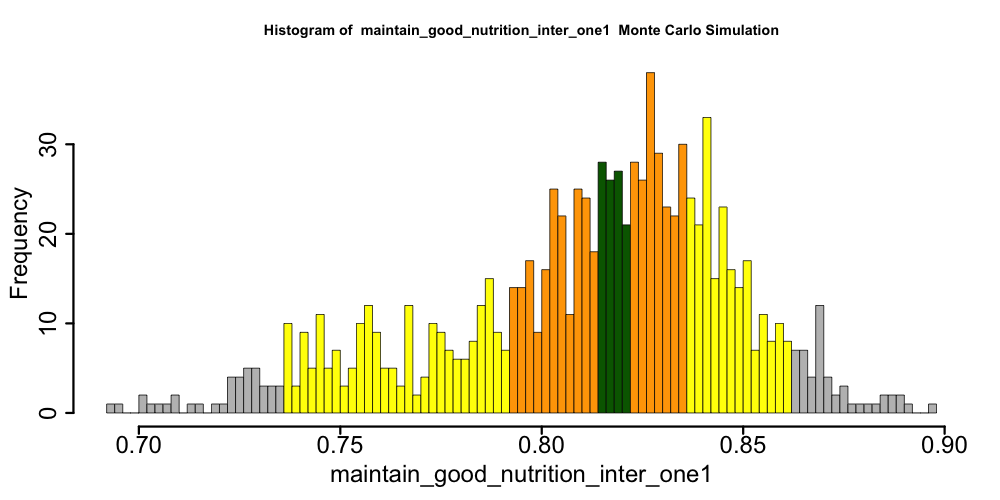 Histogram of maintain_good_nutrition_inter_one1 Monte Carlo Simulation
30
20
10
0
Frequency
0.70 0.75 0.80 0.85 0.90
maintain_good_nutrition_inter_one1